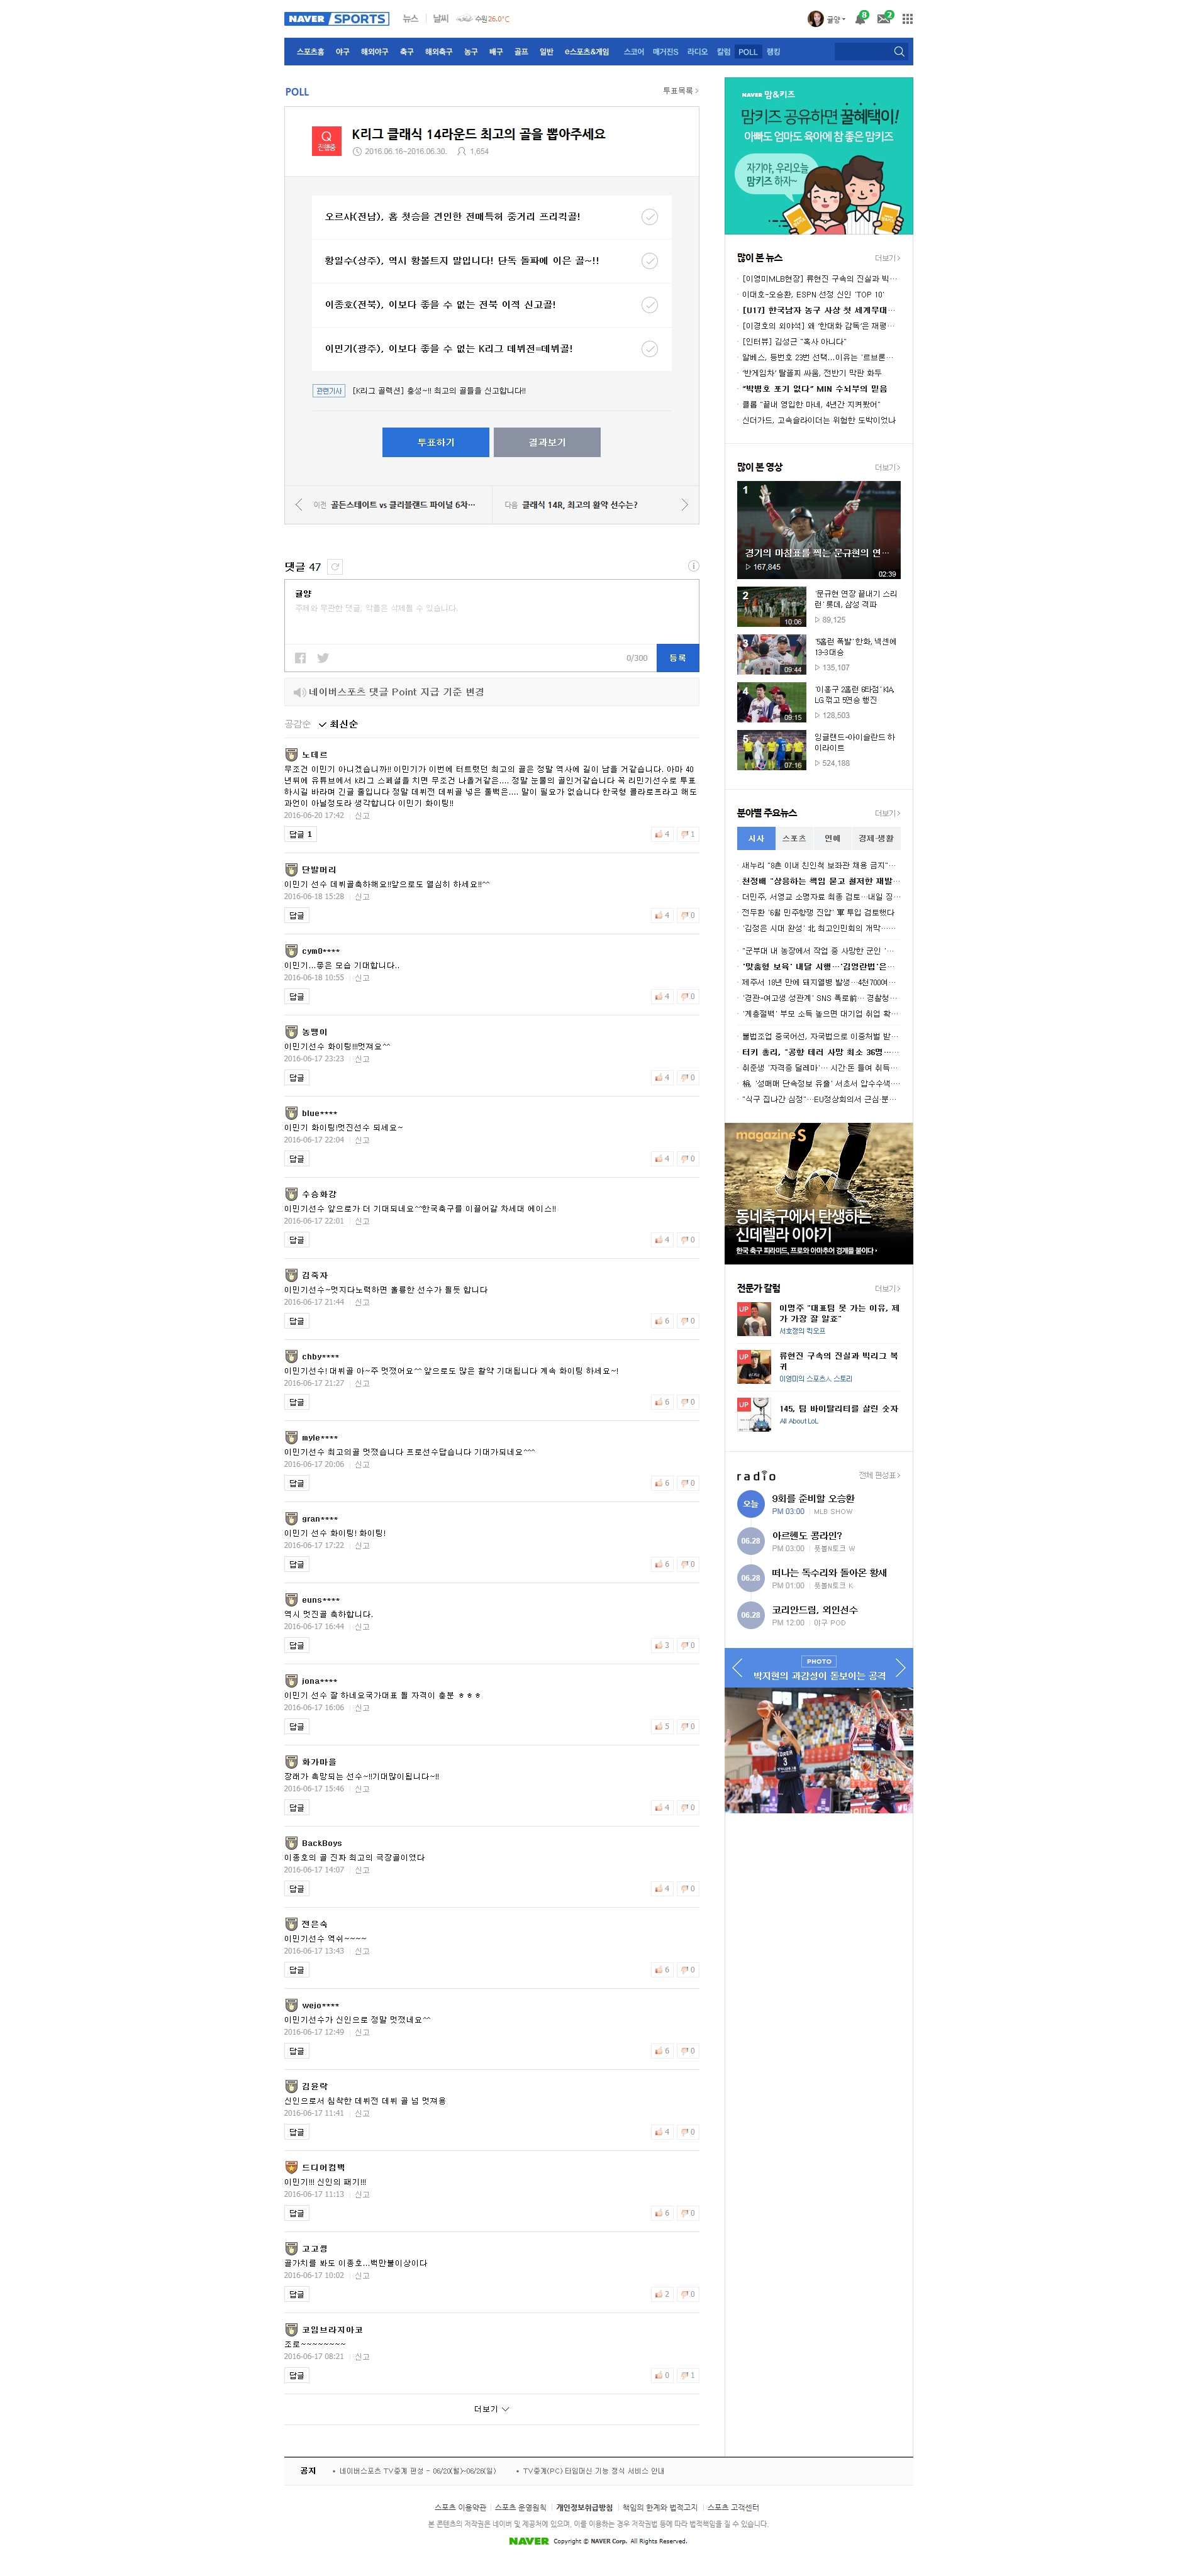 NAVER SPORTS 뉴스 날씨 수원 26.0°C 귤양 8 2
스포츠홈 야구 해외야구 축구 해외축구 농구 배구 골프 일반 e스포츠&게임 스코어 매거진S 라디오 칼럼 POLL 랭킹
POLL 투표목록
Q 진행중
K리그 클래식 14라운드 최고의 골을 뽑아주세요
2016.06.16~2016.06.30. 1,654
오르샤(전남), 홈 첫승을 견인한 전매특허 중거리 프리킥골!
황일수(상주), 역시 황볼트지 말입니다! 단독 돌파에 이은 골~!!
이종호(전북), 이보다 좋을 수 없는 전북 이적 신고골!
이민기(광주), 이보다 좋을 수 없는 K리그 데뷔전=데뷔골!
관련기사 [K리그 골렉션] 충성~!! 최고의 골들을 신고합니다!!
투표하기 결과보기
이전 골든스테이트 vs 클리블랜드 파이널 6차…
다음 클래식 14R, 최고의 활약 선수는?
댓글 47
귤양
주제와 무관한 댓글, 악플은 삭제될 수 있습니다.
0/300 등록
네이버스포츠 댓글 Point 지급 기준 변경
공감순 최신순
노데르
무조건 이민기 아니겠습니까!! 이민기가 이번에 터트렸던 최고의 골은 정말 역사에 길이 남을 거같습니다. 아마 40
년뒤에 유튜브에서 k리그 스페셜을 치면 무조건 나올거같은.... 정말 눈물의 골인거같습니다 꼭 리민기선수로 투표
하시길 바라며 긴글 줄입니다 정말 데뷔전 데뷔골 넣은 풀백은.... 말이 필요가 없습니다 한국형 콜라로프라고 해도
과언이 아닐정도라 생각합니다 이민기 화이팅!!
2016-06-20 17:42 신고
답글 1 4 1
단발머리
이민기 선수 데뷔골축하해요!!앞으로도 열심히 하세요!!^^
2016-06-18 15:28 신고
답글 4 0
cym0****
이민기...좋은 모습 기대합니다..
2016-06-18 10:55 신고
답글 4 0
농땡이
이민기선수 화이팅!!!멋져요^^
2016-06-17 23:23 신고
답글 4 0
blue****
이민기 화이팅!멋진선수 되세요~
2016-06-17 22:04 신고
답글 4 0
수승화강
이민기선수 앞으로가 더 기대되네요^^한국축구를 이끌어갈 차세대 에이스!!
2016-06-17 22:01 신고
답글 4 0
김축자
이민기선수~멋지다노력하면 훌륭한 선수가 될듯 합니다
2016-06-17 21:44 신고
답글 6 0
chby****
이민기선수! 대뷔골 아~주 멋졌어요^^ 앞으로도 많은 활약 기대됩니다 계속 화이팅 하세요~!
2016-06-17 21:27 신고
답글 6 0
myle****
이민기선수 최고의골 멋졌습니다 프로선수답습니다 기대가되네요^^^
2016-06-17 20:06 신고
답글 6 0
gran****
이민기 선수 화이팅! 화이팅!
2016-06-17 17:22 신고
답글 6 0
euns****
역시 멋진골 축하합니다.
2016-06-17 16:44 신고
답글 3 0
jona****
이민기 선수 잘 하네요국가대표 될 자격이 충분 ㅎㅎㅎ
2016-06-17 16:06 신고
답글 5 0
화가마을
장래가 촉망되는 선수~!!기대많이됩니다~!!
2016-06-17 15:46 신고
답글 4 0
BackBoys
이종호의 골 진짜 최고의 극장골이었다
2016-06-17 14:07 신고
답글 4 0
전은숙
이민기선수 역쉬~~~~
2016-06-17 13:43 신고
답글 6 0
wejo****
이민기선수가 신인으로 정말 멋졌네요^^
2016-06-17 12:49 신고
답글 6 0
김윤락
신인으로서 침착한 데뷔전 데뷔 골 넘 멋져용
2016-06-17 11:41 신고
답글 4 0
드디어컴백
이민기!!! 신인의 패기!!!
2016-06-17 11:13 신고
답글 6 0
고고쪙
골가치를 봐도 이종호...백만불이상이다
2016-06-17 10:02 신고
답글 2 0
코임브라지마코
조로~~~~~~~~
2016-06-17 08:21 신고
답글 0 1
더보기
NAVER 맘&키즈
맘키즈 공유하면 꿀혜택이!
아빠도 엄마도 육아에 참 좋은 맘키즈
자기야, 우리오늘
맘키즈 하자~
많이 본 뉴스 더보기
[이영미MLB현장] 류현진 구속의 진실과 빅…
이대호-오승환, ESPN 선정 신인 'TOP 10'
[U17] 한국남자 농구 사상 첫 세계무대…
[이경호의 외야석] 왜 '한대화 감독'은 재평…
[인터뷰] 김성근 "혹사 아니다"
알베스, 등번호 23번 선택...이유는 '르브론…
'반게임차' 탈꼴찌 싸움, 전반기 막판 화두
"박병호 포기 없다" MIN 수뇌부의 믿음
클롭 "끝내 영입한 마네, 4년간 지켜봤어"
신더가드, 고속슬라이더는 위험한 도박이었나
많이 본 영상 더보기
1
경기의 마침표를 찍는 문규현의 연…
167,845 02:39
2 10:06
'문규현 연장 끝내기 스리
런' 롯데, 삼성 격파
89,125
3 09:44
'5홈런 폭발' 한화, 넥센에
13-3 대승
135,107
4 09:15
'이홍구 2홈런 6타점' KIA,
LG 꺾고 5연승 행진
128,503
5 07:16
잉글랜드-아이슬란드 하
이라이트
524,188
분야별 주요뉴스 더보기
시사 스포츠 연예 경제·생활
새누리 "8촌 이내 친인척 보좌관 채용 금지"…
천정배 "상응하는 책임 묻고 철저한 재발…
더민주, 서영교 소명자료 최종 검토…내일 징…
전두환 '6월 민주항쟁 진압' 軍 투입 검토했다
'김정은 시대 완성' 北 최고인민회의 개막……
"군부대 내 농장에서 작업 중 사망한 군인 '…
'맞춤형 보육' 내달 시행…'김영란법'은…
제주서 18년 만에 돼지열병 발생…4천700여…
'경관-여고생 성관계' SNS 폭로前… 경찰청…
'계층절벽' 부모 소득 높으면 대기업 취업 확…
불법조업 중국어선, 자국법으로 이중처벌 받…
터키 총리, "공항 테러 사망 최소 36명……
취준생 '자격증 딜레마'… 시간·돈 들여 취득…
檢, '성매매 단속정보 유출' 서초서 압수수색…
"식구 집나간 심정"…EU정상회의서 근심·분…
magazine S
동네축구에서 탄생하는
신데렐라 이야기
한국 축구 피라미드, 프로와 아마추어 경계를 붙이다
전문가 칼럼 더보기
UP
이명주 "대표팀 못 가는 이유, 제
가 가장 잘 알죠"
서호정의 킥오프
UP
류현진 구속의 진실과 빅리그 복
귀
이영미의 스포츠人 스토리
UP
145, 팀 바이탈리티를 살린 숫자
All About LoL
radio 전체 편성표
오늘 9회를 준비할 오승환
PM 03:00 MLB SHOW
06.28 아르헨도 콩라인?
PM 03:00 풋볼N토크 W
06.28 떠나는 독수리와 돌아온 황새
PM 01:00 풋볼N토크 K
06.28 코리안드림, 외인선수
PM 12:00 야구 POD
PHOTO
박지현의 과감성이 돋보이는 공격
공지 네이버스포츠 TV중계 편성 - 06/20(월)~06/26(일) TV중계(PC) 타임머신 기능 정식 서비스 안내
스포츠 이용약관 스포츠 운영원칙 개인정보취급방침 책임의 한계와 법적고지 스포츠 고객센터
본 콘텐츠의 저작권은 네이버 및 제공처에 있으며, 이를 이용하는 경우 저작권법 등에 따라 법적책임을 질 수 있습니다.
NAVER Copyright © NAVER Corp. All Rights Reserved.